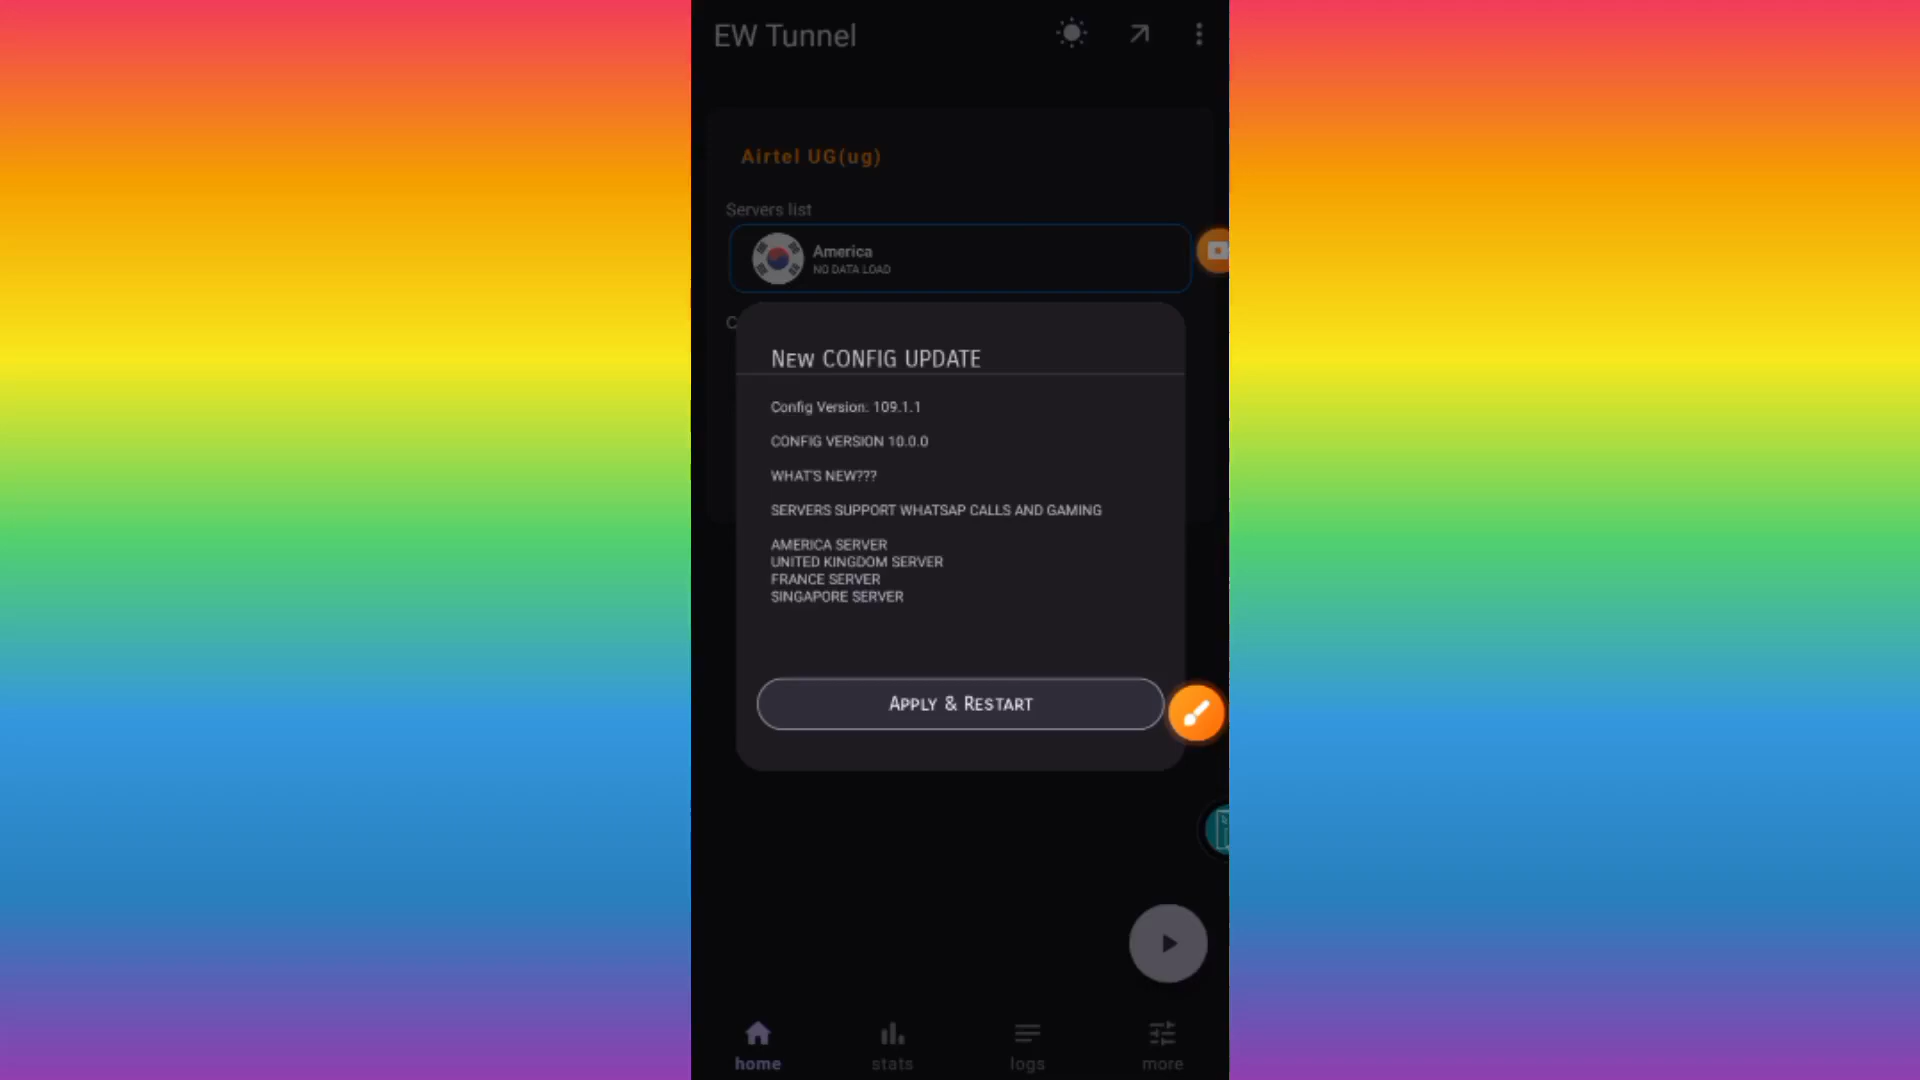 EW Tunnel
Airtel UG(ug)
Servers list
America
NO DATA LOAD
C
New CONFIG UPDATE
Config Version: 109.1.1
CONFIG VERSION 10.0.0
WHAT'S NEW???
SERVERS SUPPORT WHATSAP CALLS AND GAMING
AMERICA SERVER
UNITED KINGDOM SERVER
FRANCE SERVER
SINGAPORE SERVER
Apply & Restart
home
stats
logs
more